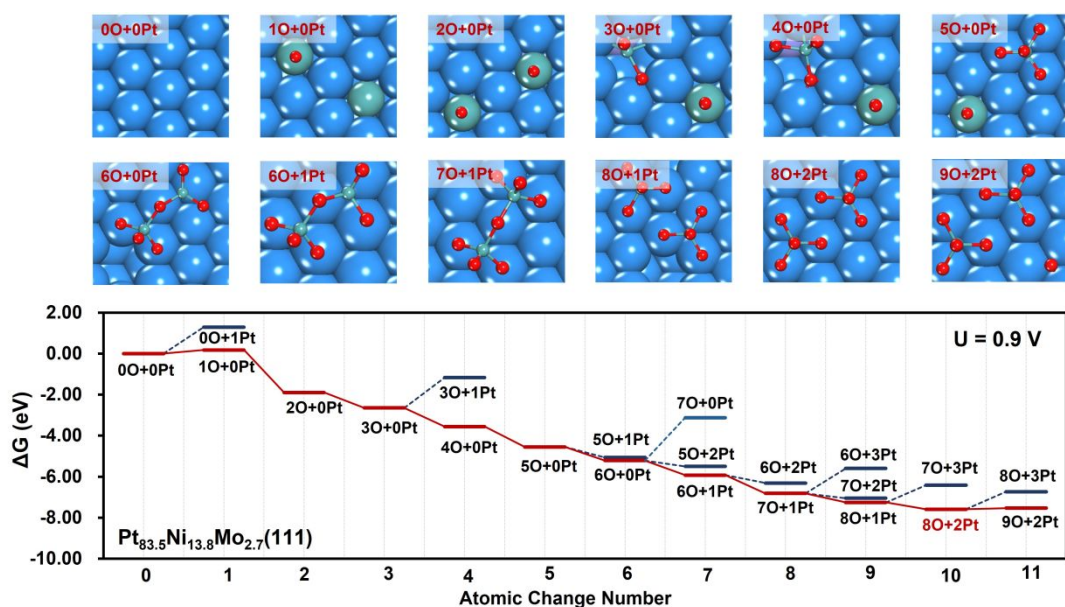 0O+0Pt
1O+0Pt
2O+0Pt
3O+0Pt
4O+0Pt
5O+0Pt
6O+0Pt
6O+1Pt
7O+1Pt
8O+1Pt
8O+2Pt
9O+2Pt
2.00
0.00
-2.00
-4.00
-6.00
-8.00
-10.00
ΔG (eV)
U = 0.9 V
0O+0Pt
0O+1Pt
1O+0Pt
2O+0Pt
3O+0Pt
3O+1Pt
4O+0Pt
5O+0Pt
5O+1Pt
6O+0Pt
7O+0Pt
5O+2Pt
6O+1Pt
6O+2Pt
7O+1Pt
6O+3Pt
7O+2Pt
8O+1Pt
7O+3Pt
8O+2Pt
8O+3Pt
9O+2Pt
Pt83.5Ni13.8Mo2.7(111)
0 1 2 3 4 5 6 7 8 9 10 11
Atomic Change Number